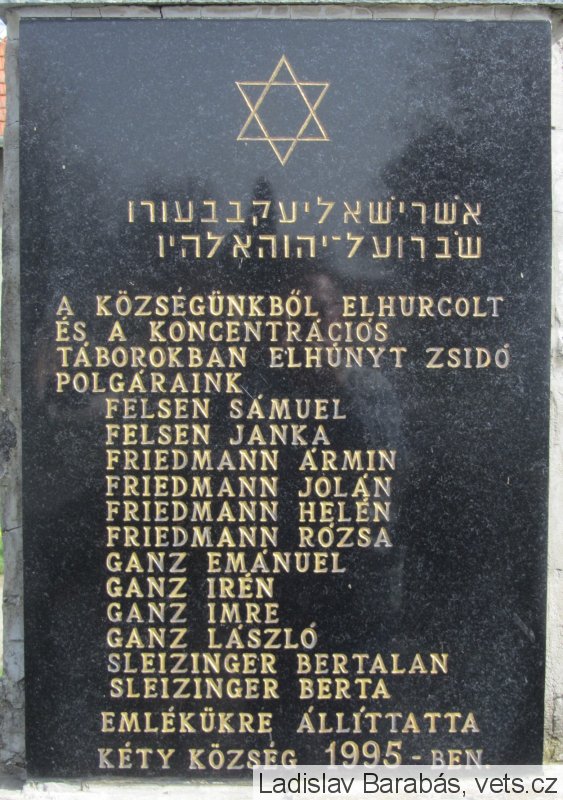 אשרי ש׳אל יעקב בעורו
שברו על־יהוה אלהיו
A KÖZSÉGÜNKBŐL ELHURCOLT
ÉS A KONCENTRÁCIÓS
TÁBOROKBAN ELHÚNYT ZSIDÓ
POLGÁRAINK
FELSEN SÁMUEL
FELSEN JANKA
FRIEDMANN ÁRMIN
FRIEDMANN JOLÁN
FRIEDMANN HELÉN
FRIEDMANN RÓZSA
GANZ EMÁNUEL
GANZ IRÉN
GANZ IMRE
GANZ LÁSZLÓ
SLEIZINGER BERTALAN
SLEIZINGER BERTA
EMLÉKÜKRE ÁLLÍTTATTA
KÉTY KÖZSÉG 1995-BEN.
Ladislav Barabás, vets.cz